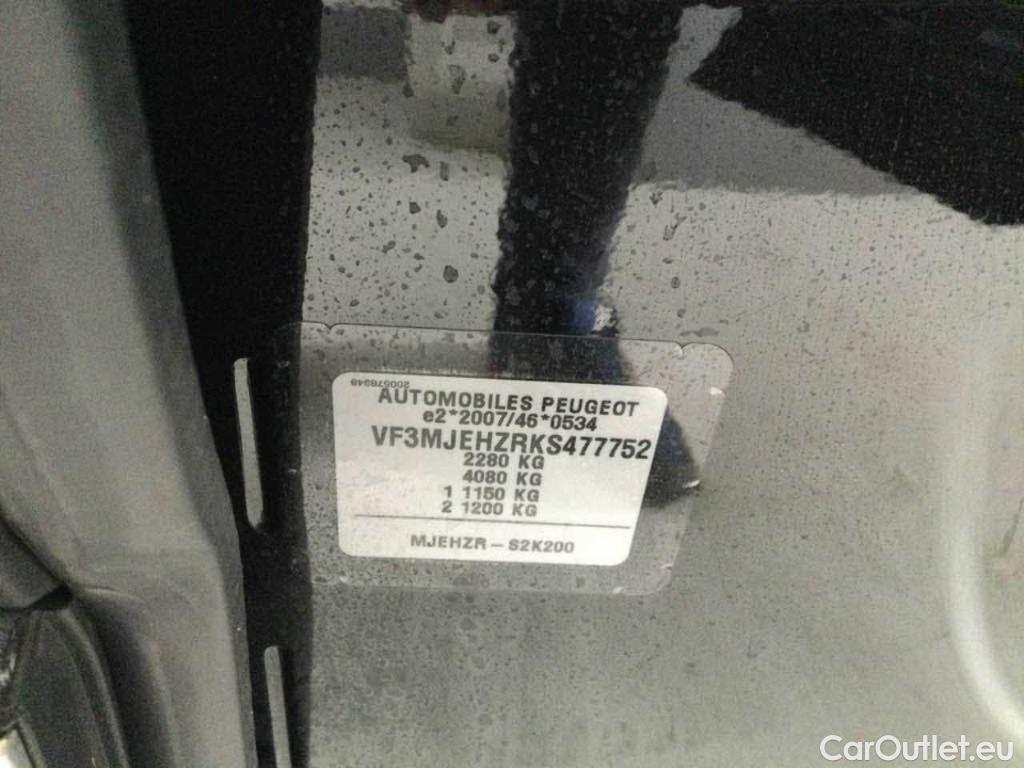 200578949
AUTOMOBILES PEUGEOT
e2*2007/46*0534
VF3MJEHZRKS477752
2280 KG
4080 KG
1 1150 KG
2 1200 KG
MJEHZR - S2K200
CarOutlet.eu